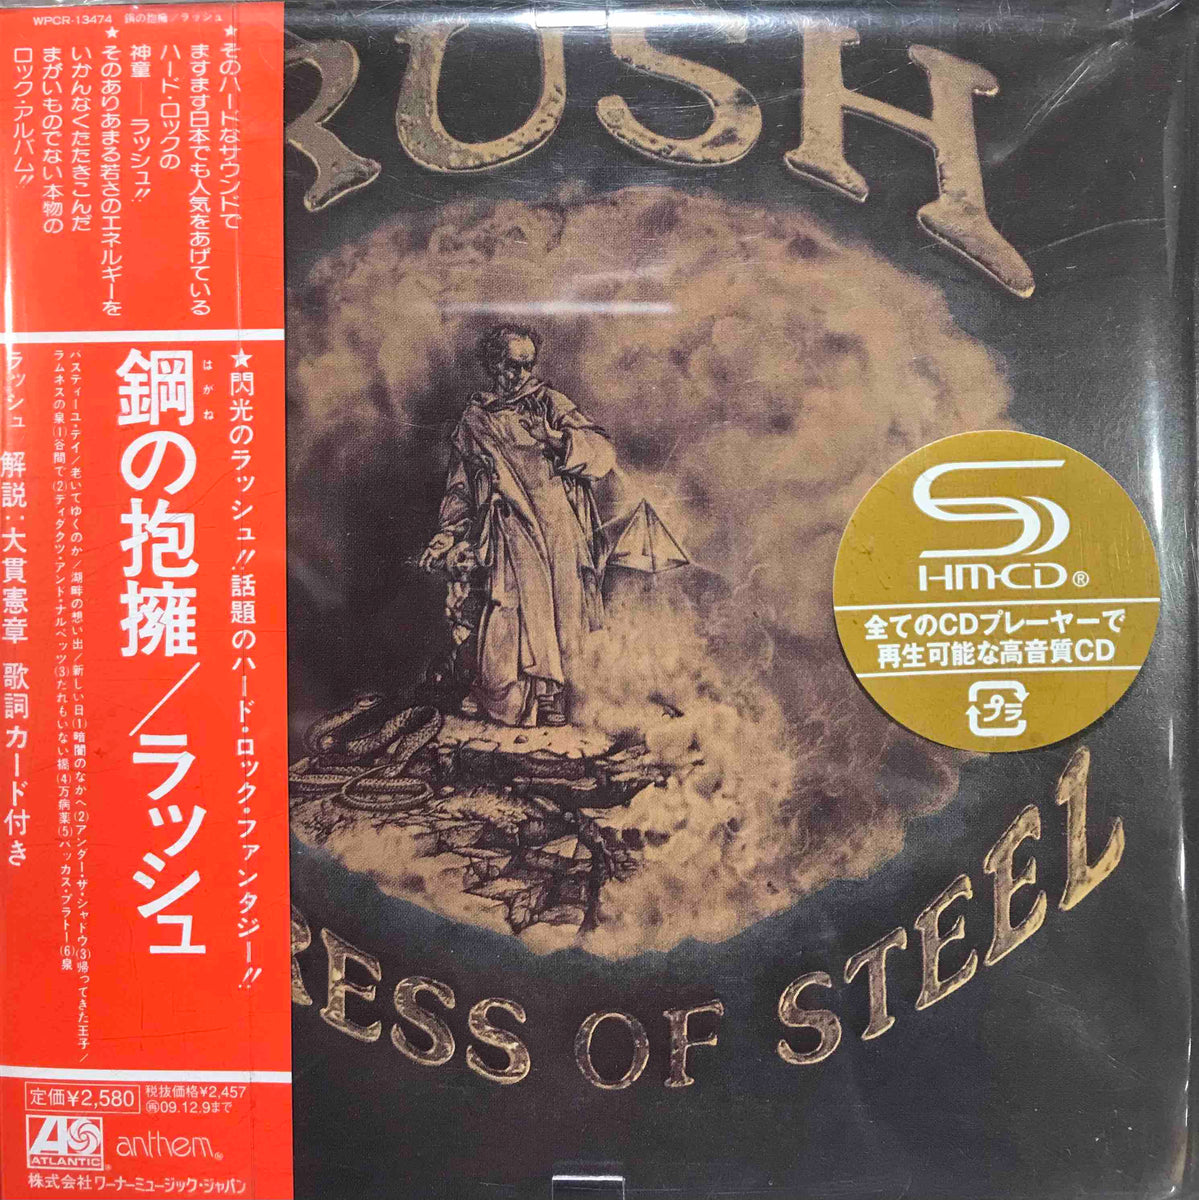 WPCR-13474 鋼の抱擁／ラッシュ
★そのハードなサウンドで
ますます日本でも人気をあげている
ハード・ロックの
神童——ラッシュ!!
★そのありあまる若さのエネルギーを
いかんなくたたきこんだ
まがいものでない本物の
ロック・アルバム!!
★閃光のラッシュ!!話題のハード・ロック・ファンタジー!!
はがね
鋼の抱擁／ラッシュ
バスティーユ・デイ／老いてゆくのか／湖畔の想い出／新しい日(1)暗闇のなかへ(2)アンダー・ザ・シャドウ(3)帰ってきた王子／
ラムネスの泉(1)谷間で(2)ディダクツ・アンド・ナルペッツ(3)だれもいない橋(4)万病薬(5)バッカス・プラトー(6)泉
ラッシュ 解説：大貫憲章 歌詞カード付き
定価¥2,580
税抜価格¥2,457
09.12.9まで
ATLANTIC
anthem
株式会社ワーナーミュージック・ジャパン
RUSH
SHM-CD®
全てのCDプレーヤーで
再生可能な高音質CD
プラ
RESS OF STEEL